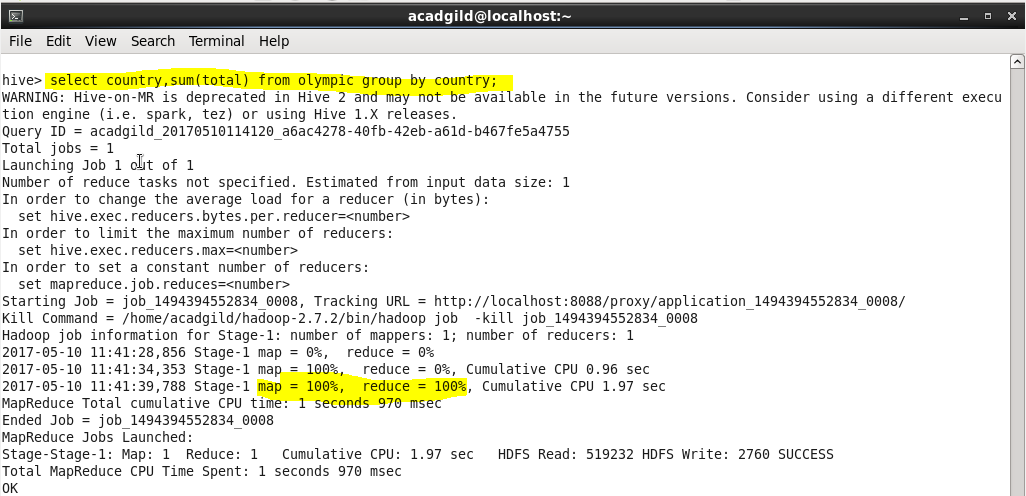 acadgild@localhost:~
File Edit View Search Terminal Help
hive> select country,sum(total) from olympic group by country;
WARNING: Hive-on-MR is deprecated in Hive 2 and may not be available in the future versions. Consider using a different execu
tion engine (i.e. spark, tez) or using Hive 1.X releases.
Query ID = acadgild_20170510114120_a6ac4278-40fb-42eb-a61d-b467fe5a4755
Total jobs = 1
Launching Job 1 out of 1
Number of reduce tasks not specified. Estimated from input data size: 1
In order to change the average load for a reducer (in bytes):
  set hive.exec.reducers.bytes.per.reducer=<number>
In order to limit the maximum number of reducers:
  set hive.exec.reducers.max=<number>
In order to set a constant number of reducers:
  set mapreduce.job.reduces=<number>
Starting Job = job_1494394552834_0008, Tracking URL = http://localhost:8088/proxy/application_1494394552834_0008/
Kill Command = /home/acadgild/hadoop-2.7.2/bin/hadoop job  -kill job_1494394552834_0008
Hadoop job information for Stage-1: number of mappers: 1; number of reducers: 1
2017-05-10 11:41:28,856 Stage-1 map = 0%,  reduce = 0%
2017-05-10 11:41:34,353 Stage-1 map = 100%,  reduce = 0%, Cumulative CPU 0.96 sec
2017-05-10 11:41:39,788 Stage-1 map = 100%,  reduce = 100%, Cumulative CPU 1.97 sec
MapReduce Total cumulative CPU time: 1 seconds 970 msec
Ended Job = job_1494394552834_0008
MapReduce Jobs Launched:
Stage-Stage-1: Map: 1  Reduce: 1   Cumulative CPU: 1.97 sec   HDFS Read: 519232 HDFS Write: 2760 SUCCESS
Total MapReduce CPU Time Spent: 1 seconds 970 msec
OK